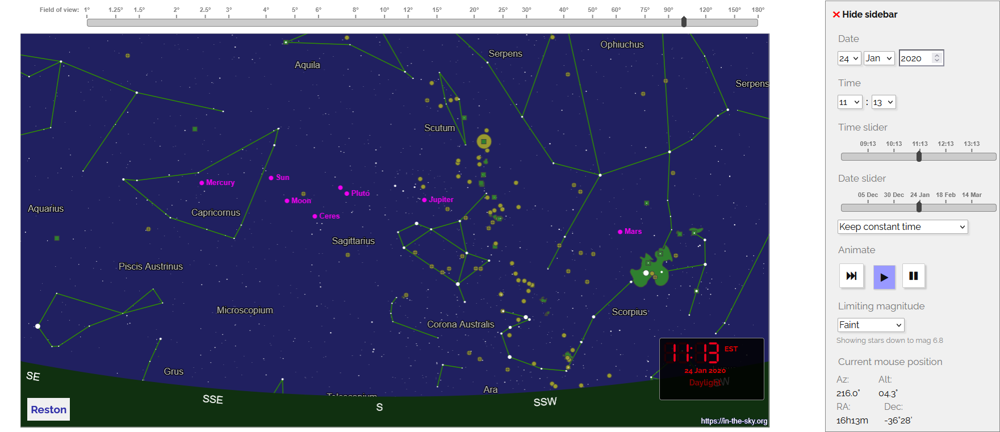 Field of view: 1° 1.25° 1.5° 2° 2.5° 3° 4° 5° 6° 8° 10° 12° 15° 20° 25° 30° 40° 50° 60° 75° 90° 120° 150° 180°
Ophiuchus
Serpens
Aquila
Serpens
Scutum
Sun
Mercury
Pluto
Moon
Jupiter
Aquarius
Capricornus
Ceres
Mars
Sagittarius
Piscis Austrinus
Microscopium
Scorpius
Corona Australis
11:13 EST
24 Jan 2020
Daylight
SW
Grus
SE
Ara
Telescopium
SSE
SSW
S
Reston
https://in-the-sky.org
✕ Hide sidebar
Date
24 Jan 2020
Time
11 : 13
Time slider
09:13 10:13 11:13 12:13 13:13
Date slider
05 Dec 30 Dec 24 Jan 18 Feb 14 Mar
Keep constant time
Animate
Limiting magnitude
Faint
Showing stars down to mag 6.8
Current mouse position
Az: Alt:
216.0° 04.3°
RA: Dec:
16h13m -36°28'